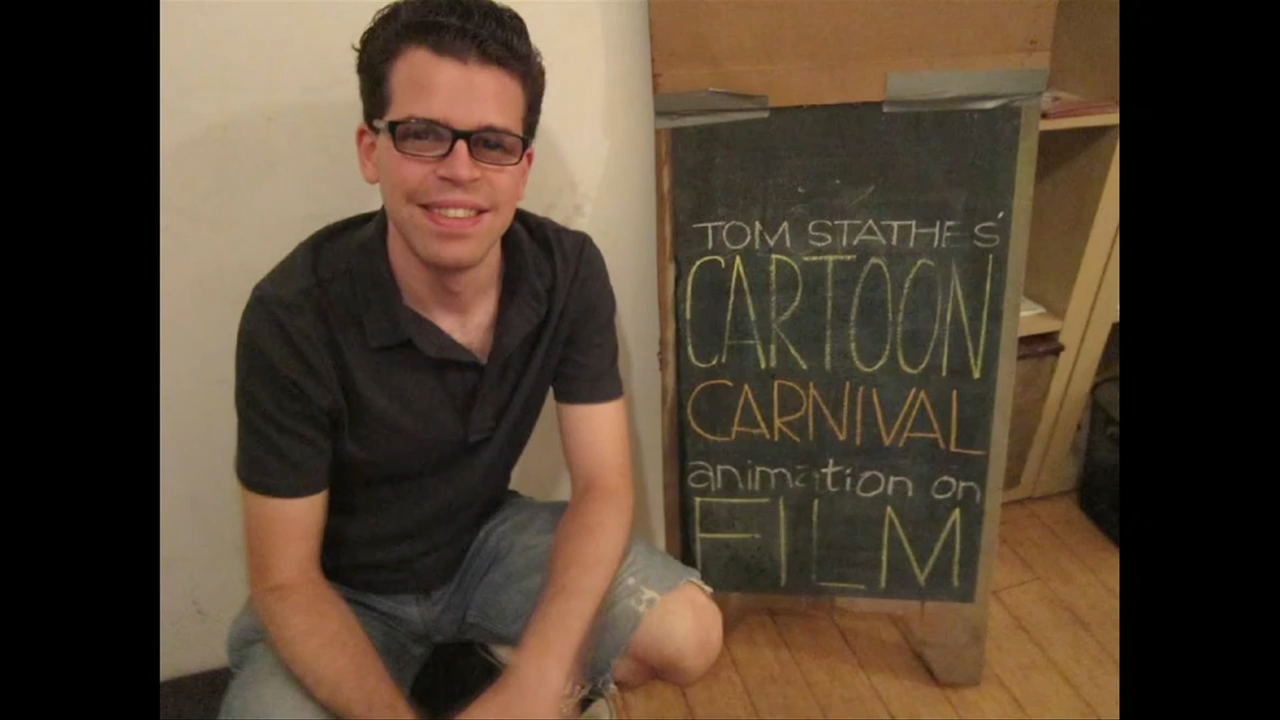 TOM STATHES'
CARTOON
CARNIVAL
animation on
FILM